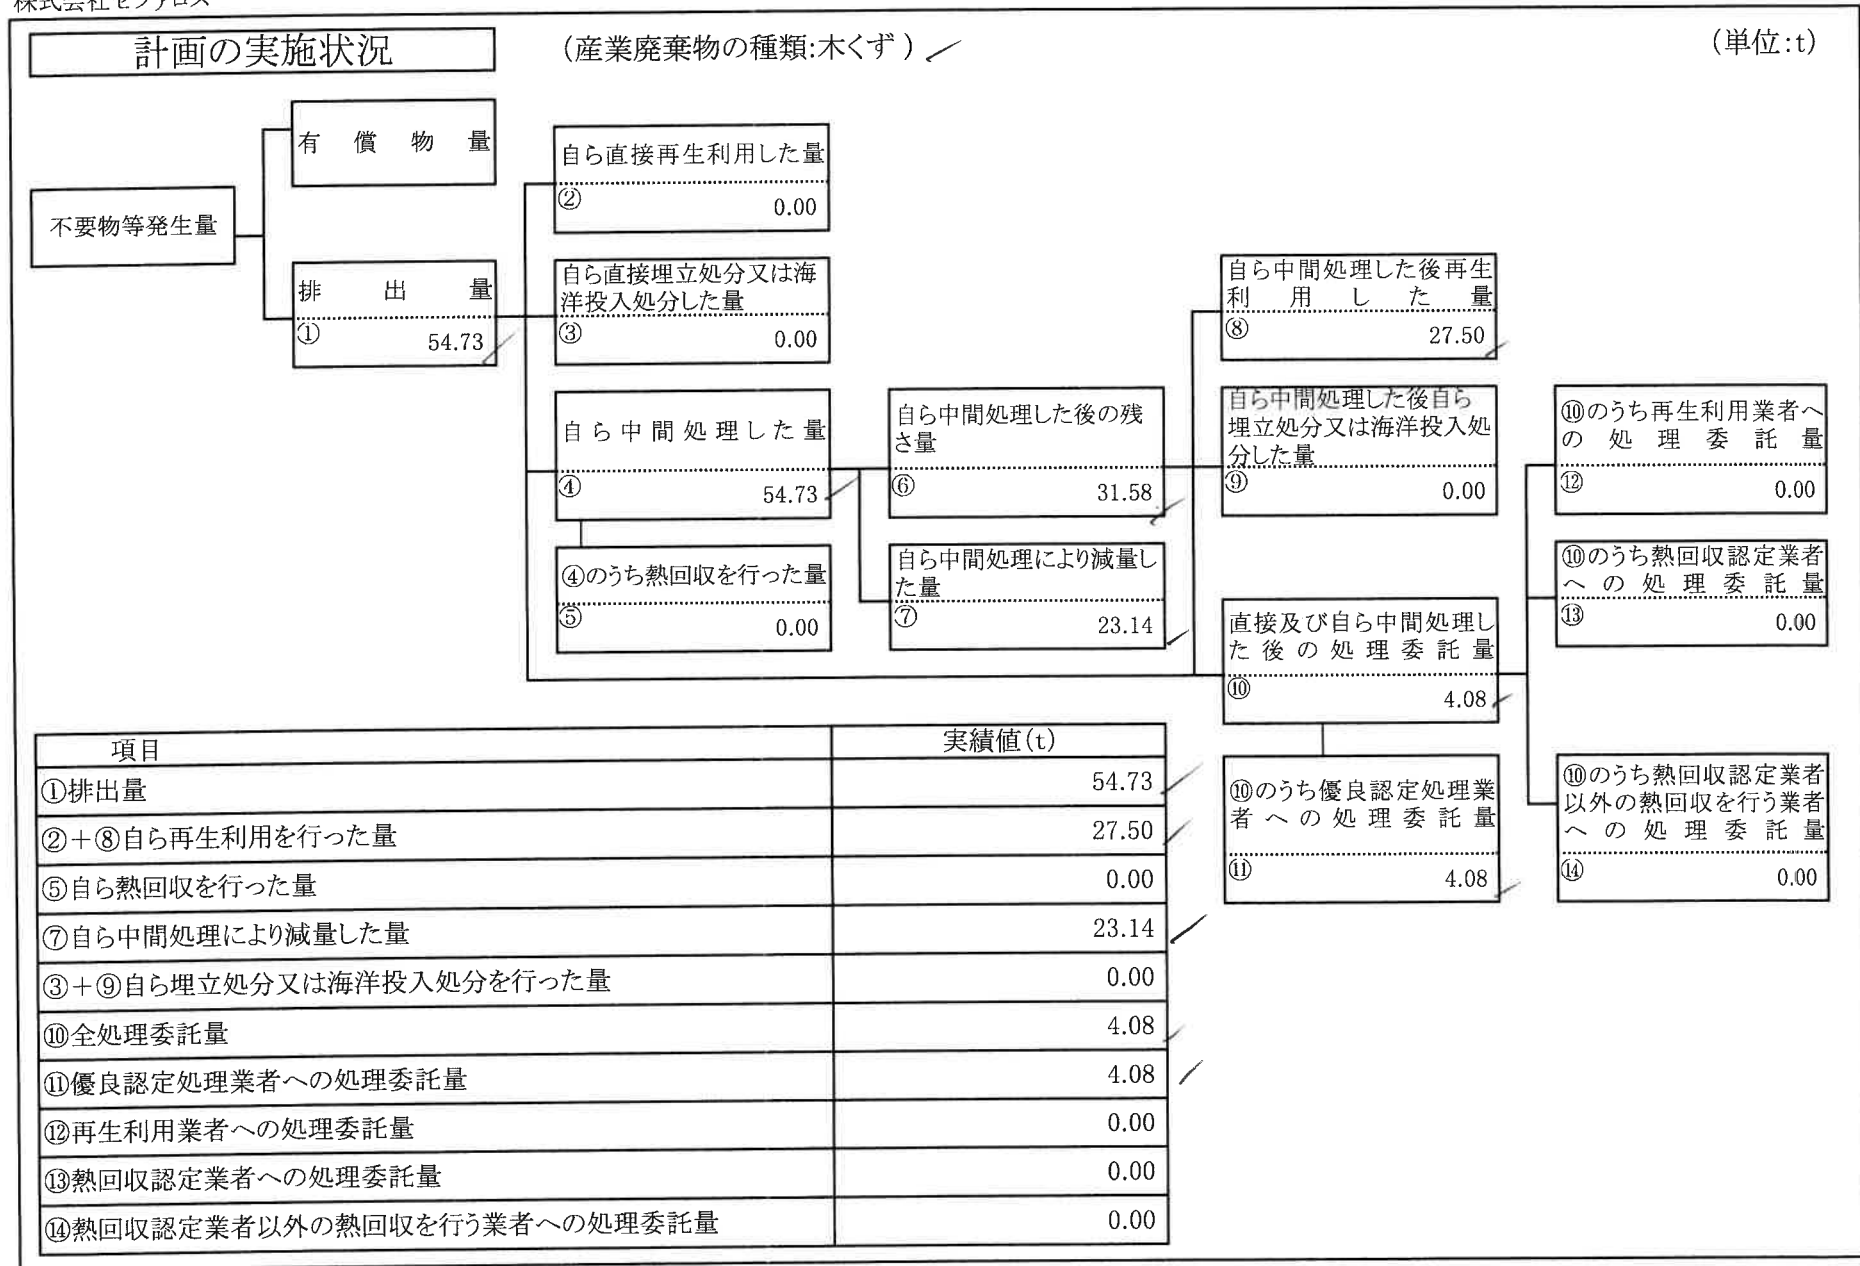 計画の実施状況 (産業廃棄物の種類:木くず) (単位:t)
有償物量
不要物等発生量
排出量
① 54.73
自ら直接再生利用した量
② 0.00
自ら直接埋立処分又は海
洋投入処分した量
③ 0.00
自ら中間処理した量
④ 54.73
④のうち熱回収を行った量
⑤ 0.00
自ら中間処理した後の残
さ量
⑥ 31.58
自ら中間処理により減量し
た量
⑦ 23.14
自ら中間処理した後再生
利用した量
⑧ 27.50
自ら中間処理した後自ら
埋立処分又は海洋投入処
分した量
⑨ 0.00
直接及び自ら中間処理し
た後の処理委託量
⑩ 4.08
⑩のうち優良認定処理業
者への処理委託量
⑪ 4.08
⑩のうち再生利用業者へ
の処理委託量
⑫ 0.00
⑩のうち熱回収認定業者
への処理委託量
⑬ 0.00
⑩のうち熱回収認定業者
以外の熱回収を行う業者
への処理委託量
⑭ 0.00
項目 実績値(t)
①排出量 54.73
②+⑧自ら再生利用を行った量 27.50
⑤自ら熱回収を行った量 0.00
⑦自ら中間処理により減量した量 23.14
③+⑨自ら埋立処分又は海洋投入処分を行った量 0.00
⑩全処理委託量 4.08
⑪優良認定処理業者への処理委託量 4.08
⑫再生利用業者への処理委託量 0.00
⑬熱回収認定業者への処理委託量 0.00
⑭熱回収認定業者以外の熱回収を行う業者への処理委託量 0.00